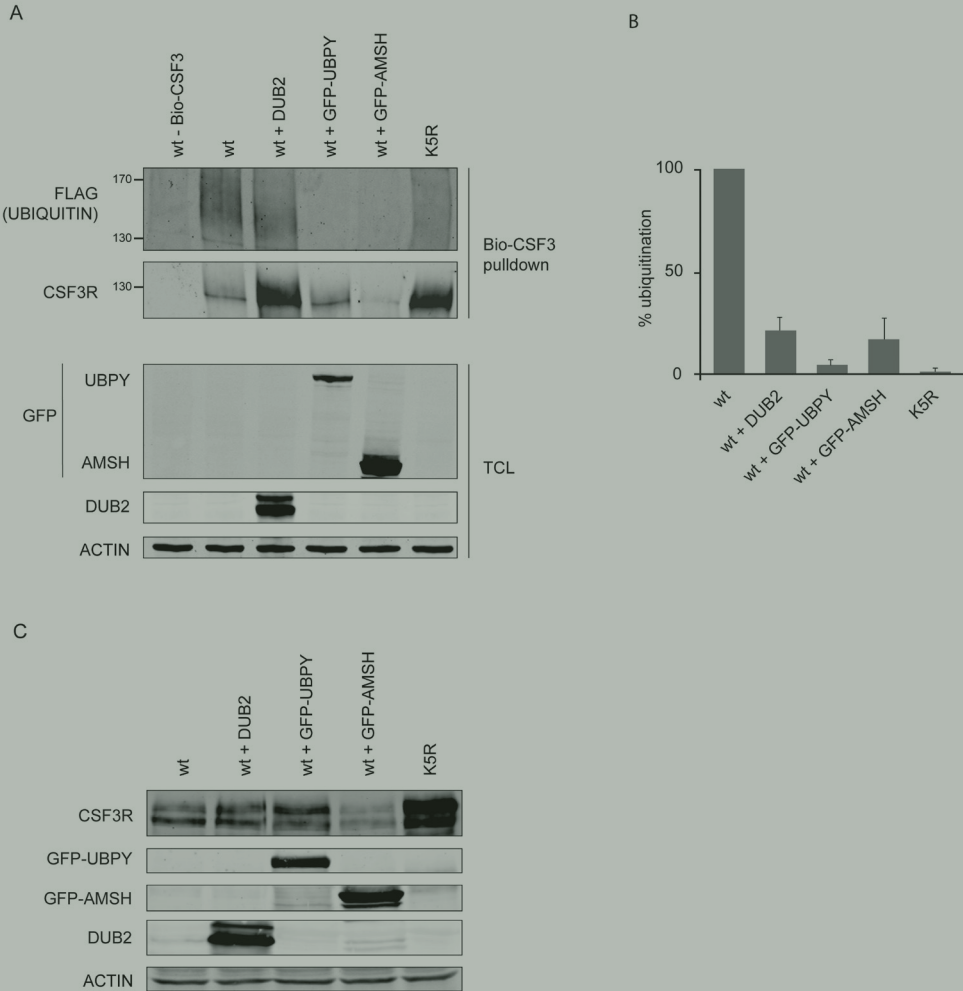 A
wt - Bio-CSF3
wt
wt + DUB2
wt + GFP-UBPY
wt + GFP-AMSH
K5R
FLAG
(UBIQUITIN)
170
130
CSF3R
130
Bio-CSF3
pulldown
GFP
UBPY
AMSH
DUB2
ACTIN
TCL
B
% ubiquitination
100
50
0
wt
wt + DUB2
wt + GFP-UBPY
wt + GFP-AMSH
K5R
C
wt
wt + DUB2
wt + GFP-UBPY
wt + GFP-AMSH
K5R
CSF3R
GFP-UBPY
GFP-AMSH
DUB2
ACTIN